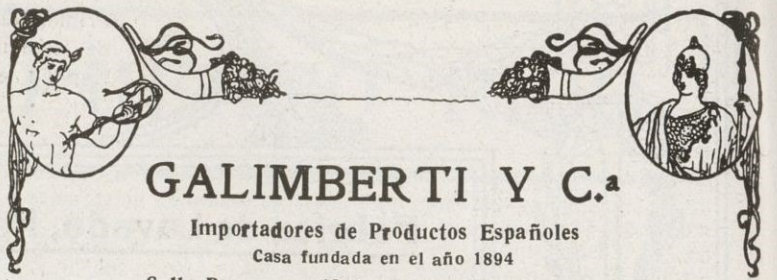 GALIMBERTI Y C.ª
Importadores de Productos Españoles
Casa fundada en el año 1894